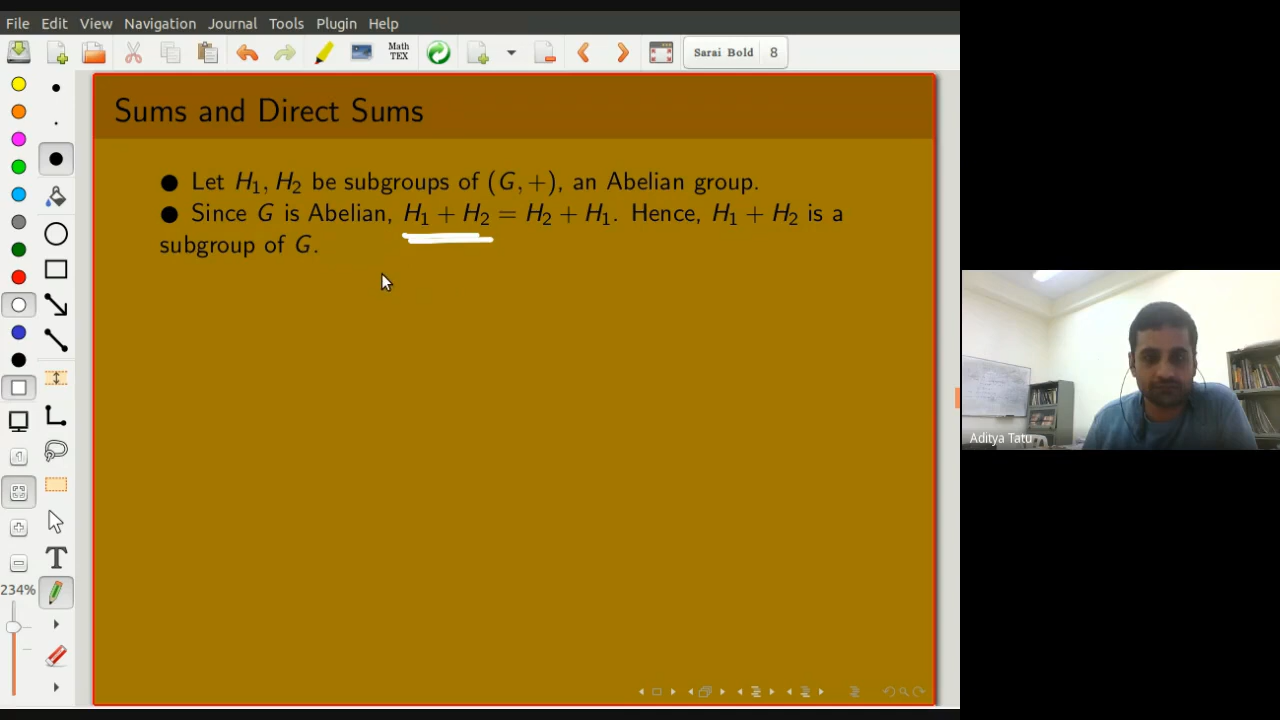 File Edit View Navigation Journal Tools Plugin Help
Math TEX
Sarai Bold 8
Sums and Direct Sums
● Let H₁, H₂ be subgroups of (G, +), an Abelian group.
● Since G is Abelian, H₁ + H₂ = H₂ + H₁. Hence, H₁ + H₂ is a
subgroup of G.
Aditya Tatu
234%